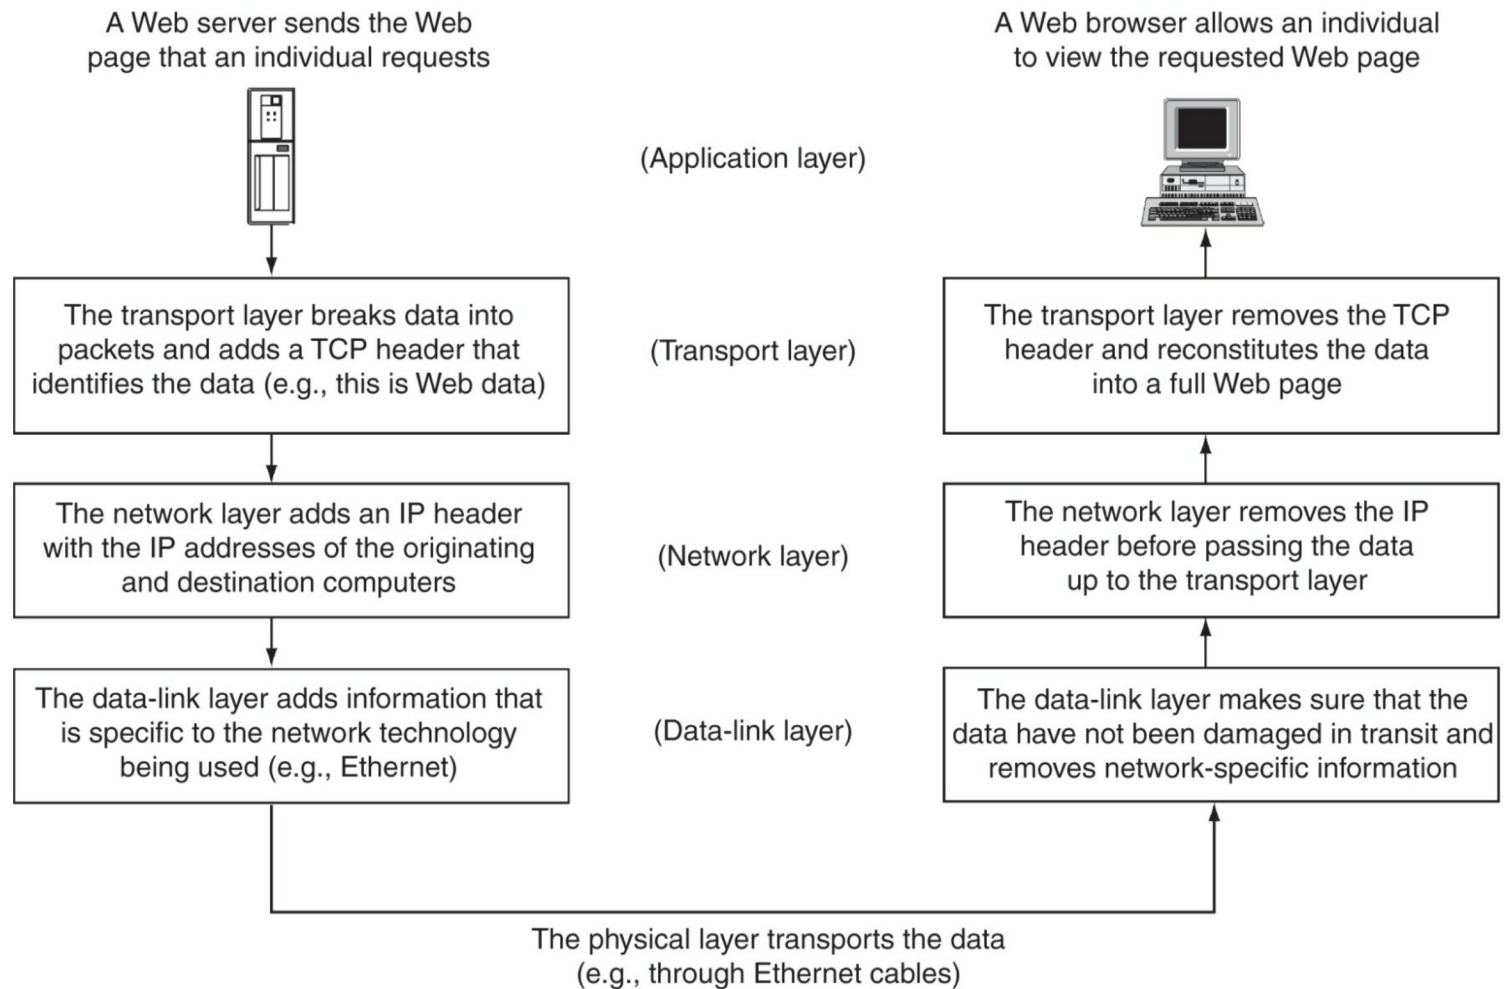 A Web server sends the Web
page that an individual requests
A Web browser allows an individual
to view the requested Web page
(Application layer)
The transport layer breaks data into
packets and adds a TCP header that
identifies the data (e.g., this is Web data)
(Transport layer)
The transport layer removes the TCP
header and reconstitutes the data
into a full Web page
The network layer adds an IP header
with the IP addresses of the originating
and destination computers
(Network layer)
The network layer removes the IP
header before passing the data
up to the transport layer
The data-link layer adds information that
is specific to the network technology
being used (e.g., Ethernet)
(Data-link layer)
The data-link layer makes sure that the
data have not been damaged in transit and
removes network-specific information
The physical layer transports the data
(e.g., through Ethernet cables)